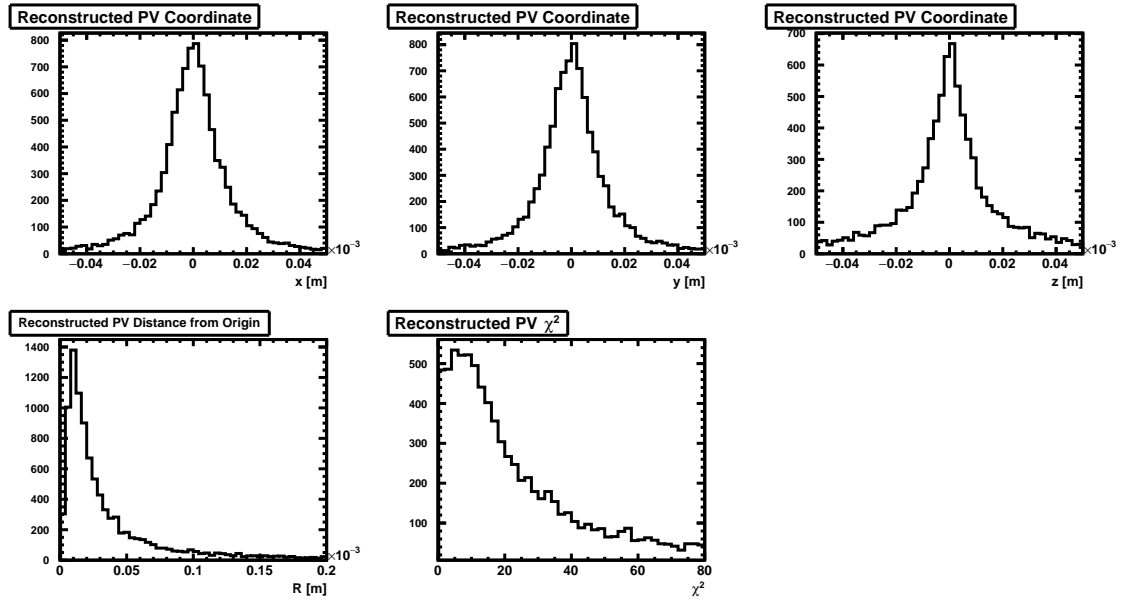 Reconstructed PV Coordinate
800
700
600
500
400
300
200
100
0
−0.04 −0.02 0 0.02 0.04
×10⁻³
x [m]
Reconstructed PV Coordinate
800
700
600
500
400
300
200
100
0
−0.04 −0.02 0 0.02 0.04
×10⁻³
y [m]
Reconstructed PV Coordinate
700
600
500
400
300
200
100
0
−0.04 −0.02 0 0.02 0.04
×10⁻³
z [m]
Reconstructed PV Distance from Origin
1400
1200
1000
800
600
400
200
0
0 0.05 0.1 0.15 0.2
×10⁻³
R [m]
Reconstructed PV χ²
500
400
300
200
100
0 20 40 60 80
χ²